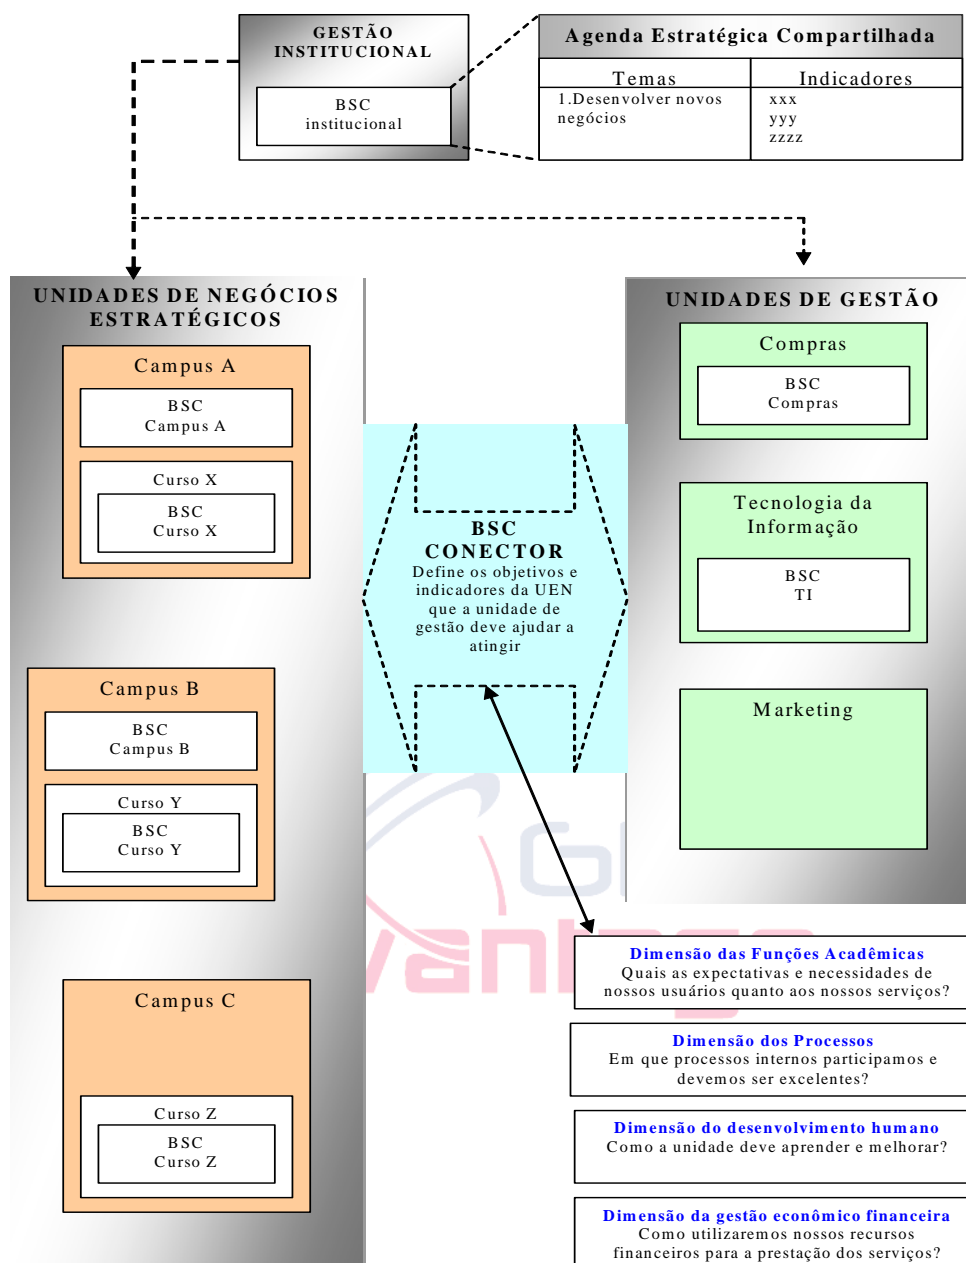 GESTÃO
INSTITUCIONAL
BSC
institucional
Agenda Estratégica Compartilhada
Temas
Indicadores
1.Desenvolver novos
negócios
xxx
yyy
zzzz
UNIDADES DE NEGÓCIOS
ESTRATÉGICOS
Campus A
BSC
Campus A
Curso X
BSC
Curso X
Campus B
BSC
Campus B
Curso Y
BSC
Curso Y
Campus C
Curso Z
BSC
Curso Z
BSC
CONECTOR
Define os objetivos e
indicadores da UEN
que a unidade de
gestão deve ajudar a
atingir
UNIDADES DE GESTÃO
Compras
BSC
Compras
Tecnologia da
Informação
BSC
TI
Marketing
Dimensão das Funções Acadêmicas
Quais as expectativas e necessidades de
nossos usuários quanto aos nossos serviços?
Dimensão dos Processos
Em que processos internos participamos e
devemos ser excelentes?
Dimensão do desenvolvimento humano
Como a unidade deve aprender e melhorar?
Dimensão da gestão econômico financeira
Como utilizaremos nossos recursos
financeiros para a prestação dos serviços?